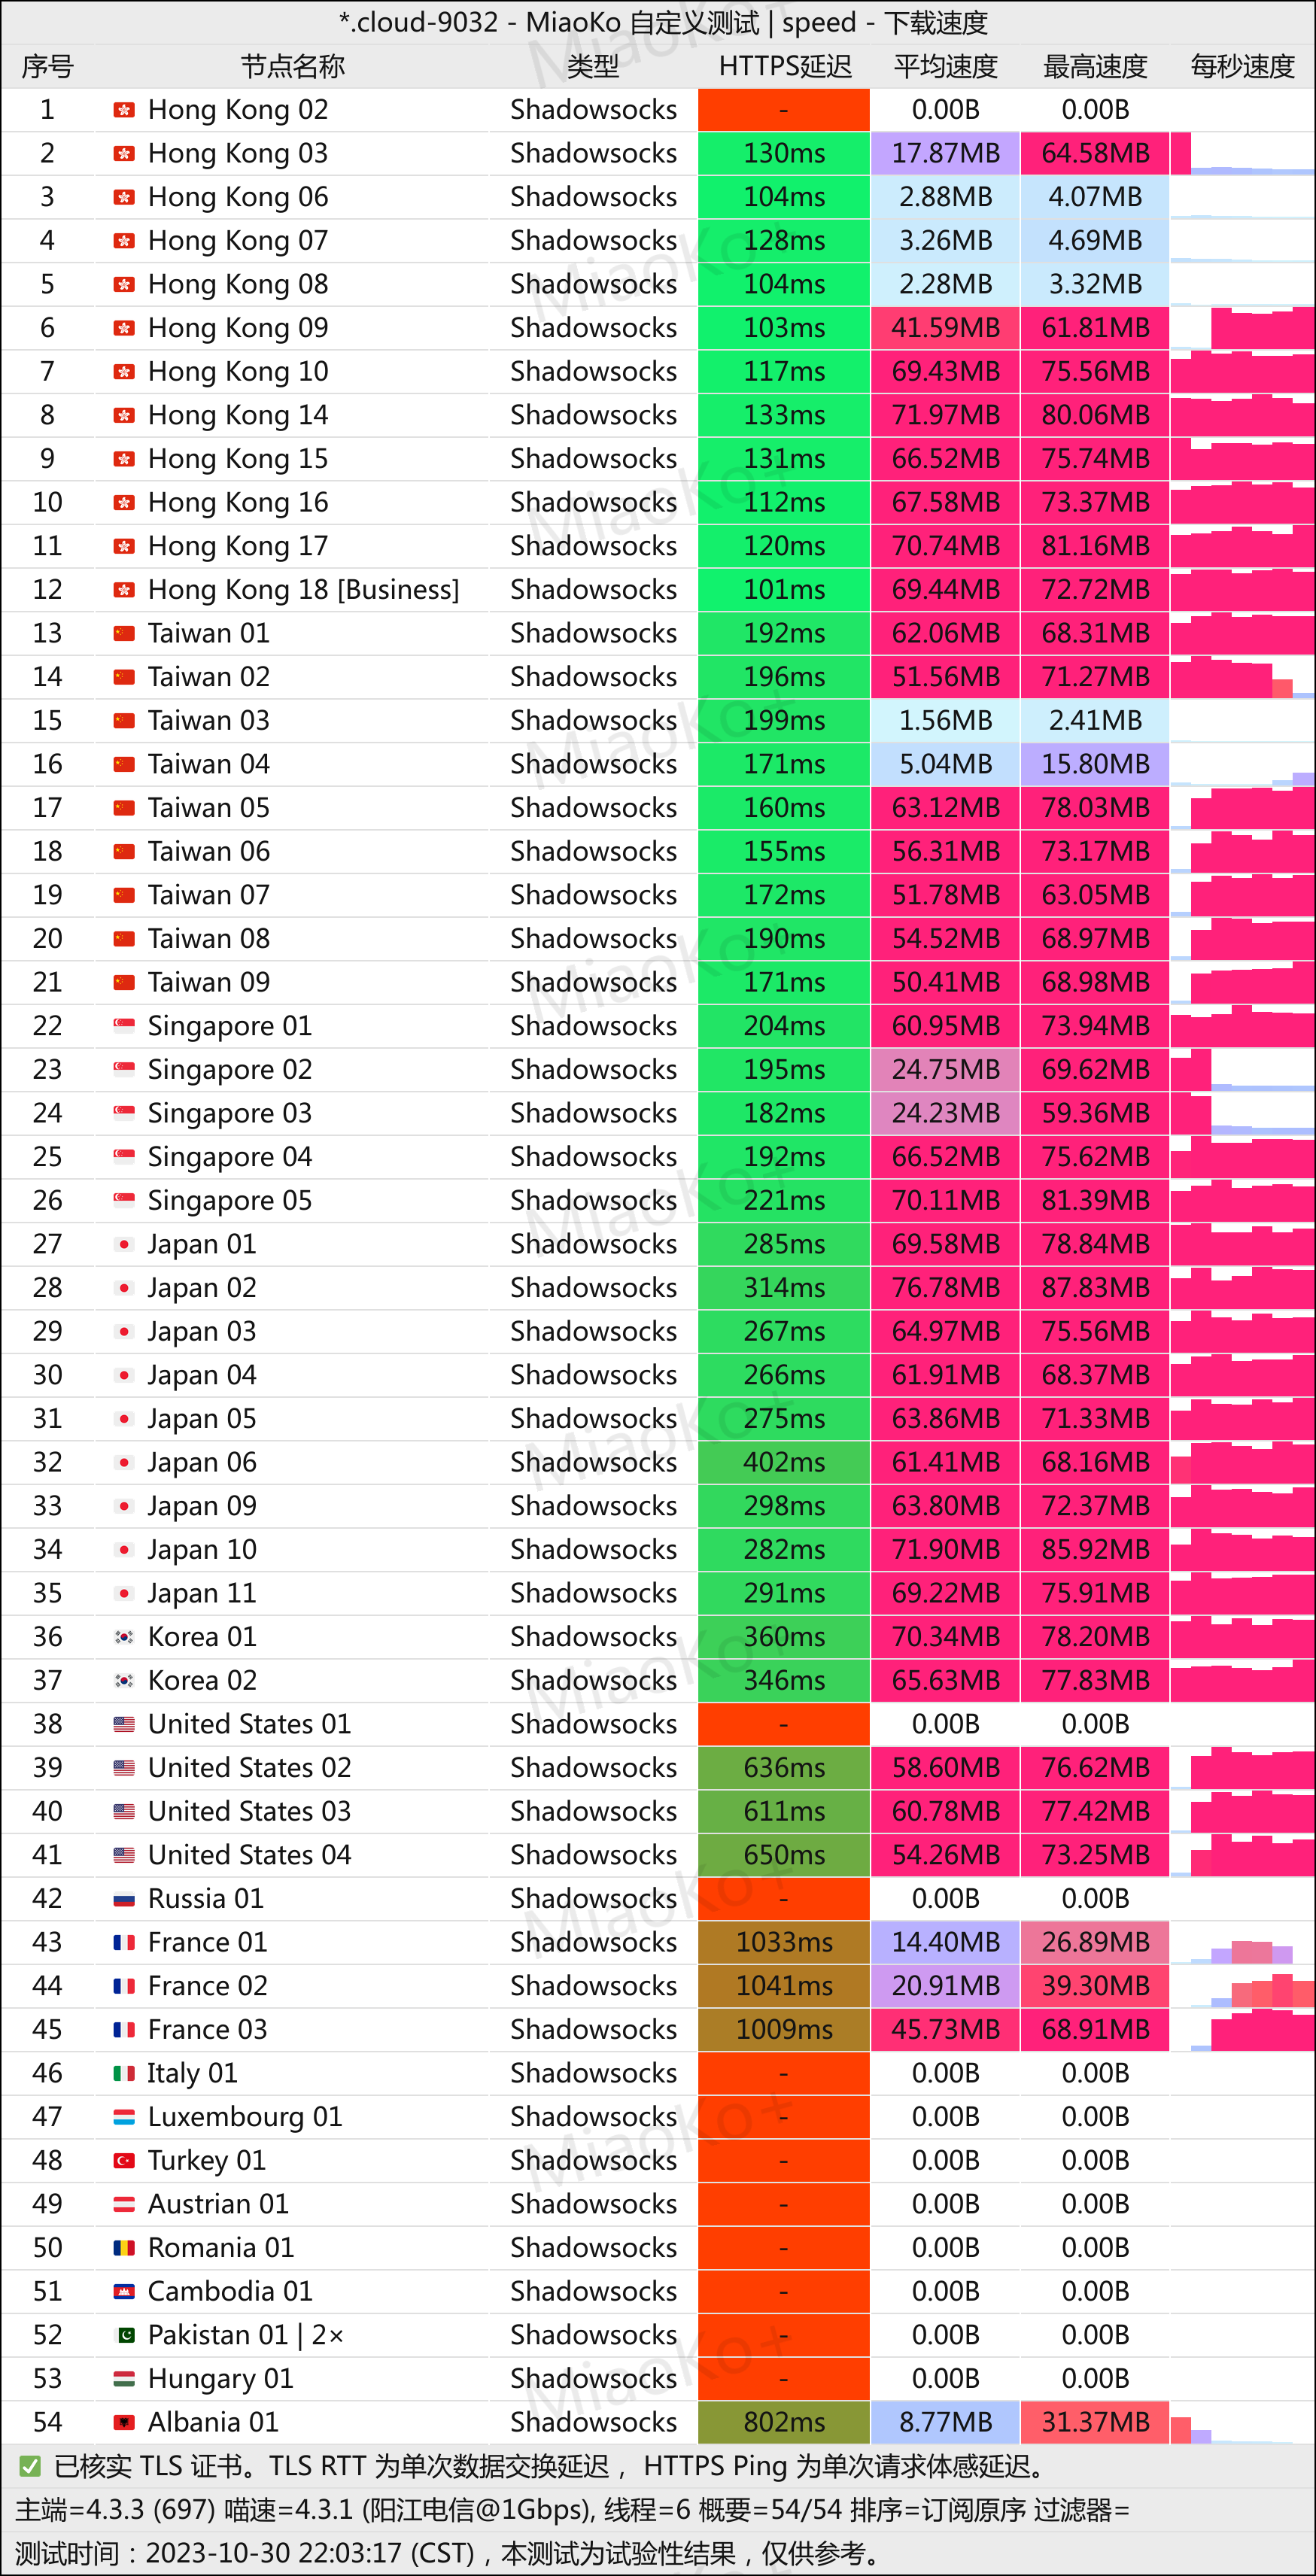 *.cloud-9032 - MiaoKo 自定义测试 | speed - 下载速度
序号 节点名称 类型 HTTPS延迟 平均速度 最高速度 每秒速度
1 Hong Kong 02 Shadowsocks - 0.00B 0.00B
2 Hong Kong 03 Shadowsocks 130ms 17.87MB 64.58MB
3 Hong Kong 06 Shadowsocks 104ms 2.88MB 4.07MB
4 Hong Kong 07 Shadowsocks 128ms 3.26MB 4.69MB
5 Hong Kong 08 Shadowsocks 104ms 2.28MB 3.32MB
6 Hong Kong 09 Shadowsocks 103ms 41.59MB 61.81MB
7 Hong Kong 10 Shadowsocks 117ms 69.43MB 75.56MB
8 Hong Kong 14 Shadowsocks 133ms 71.97MB 80.06MB
9 Hong Kong 15 Shadowsocks 131ms 66.52MB 75.74MB
10 Hong Kong 16 Shadowsocks 112ms 67.58MB 73.37MB
11 Hong Kong 17 Shadowsocks 120ms 70.74MB 81.16MB
12 Hong Kong 18 [Business] Shadowsocks 101ms 69.44MB 72.72MB
13 Taiwan 01 Shadowsocks 192ms 62.06MB 68.31MB
14 Taiwan 02 Shadowsocks 196ms 51.56MB 71.27MB
15 Taiwan 03 Shadowsocks 199ms 1.56MB 2.41MB
16 Taiwan 04 Shadowsocks 171ms 5.04MB 15.80MB
17 Taiwan 05 Shadowsocks 160ms 63.12MB 78.03MB
18 Taiwan 06 Shadowsocks 155ms 56.31MB 73.17MB
19 Taiwan 07 Shadowsocks 172ms 51.78MB 63.05MB
20 Taiwan 08 Shadowsocks 190ms 54.52MB 68.97MB
21 Taiwan 09 Shadowsocks 171ms 50.41MB 68.98MB
22 Singapore 01 Shadowsocks 204ms 60.95MB 73.94MB
23 Singapore 02 Shadowsocks 195ms 24.75MB 69.62MB
24 Singapore 03 Shadowsocks 182ms 24.23MB 59.36MB
25 Singapore 04 Shadowsocks 192ms 66.52MB 75.62MB
26 Singapore 05 Shadowsocks 221ms 70.11MB 81.39MB
27 Japan 01 Shadowsocks 285ms 69.58MB 78.84MB
28 Japan 02 Shadowsocks 314ms 76.78MB 87.83MB
29 Japan 03 Shadowsocks 267ms 64.97MB 75.56MB
30 Japan 04 Shadowsocks 266ms 61.91MB 68.37MB
31 Japan 05 Shadowsocks 275ms 63.86MB 71.33MB
32 Japan 06 Shadowsocks 402ms 61.41MB 68.16MB
33 Japan 09 Shadowsocks 298ms 63.80MB 72.37MB
34 Japan 10 Shadowsocks 282ms 71.90MB 85.92MB
35 Japan 11 Shadowsocks 291ms 69.22MB 75.91MB
36 Korea 01 Shadowsocks 360ms 70.34MB 78.20MB
37 Korea 02 Shadowsocks 346ms 65.63MB 77.83MB
38 United States 01 Shadowsocks - 0.00B 0.00B
39 United States 02 Shadowsocks 636ms 58.60MB 76.62MB
40 United States 03 Shadowsocks 611ms 60.78MB 77.42MB
41 United States 04 Shadowsocks 650ms 54.26MB 73.25MB
42 Russia 01 Shadowsocks - 0.00B 0.00B
43 France 01 Shadowsocks 1033ms 14.40MB 26.89MB
44 France 02 Shadowsocks 1041ms 20.91MB 39.30MB
45 France 03 Shadowsocks 1009ms 45.73MB 68.91MB
46 Italy 01 Shadowsocks - 0.00B 0.00B
47 Luxembourg 01 Shadowsocks - 0.00B 0.00B
48 Turkey 01 Shadowsocks - 0.00B 0.00B
49 Austrian 01 Shadowsocks - 0.00B 0.00B
50 Romania 01 Shadowsocks - 0.00B 0.00B
51 Cambodia 01 Shadowsocks - 0.00B 0.00B
52 Pakistan 01 | 2× Shadowsocks - 0.00B 0.00B
53 Hungary 01 Shadowsocks - 0.00B 0.00B
54 Albania 01 Shadowsocks 802ms 8.77MB 31.37MB
✅ 已核实 TLS 证书。TLS RTT 为单次数据交换延迟， HTTPS Ping 为单次请求体感延迟。
主端=4.3.3 (697) 喵速=4.3.1 (阳江电信@1Gbps), 线程=6 概要=54/54 排序=订阅原序 过滤器=
测试时间：2023-10-30 22:03:17 (CST)，本测试为试验性结果，仅供参考。